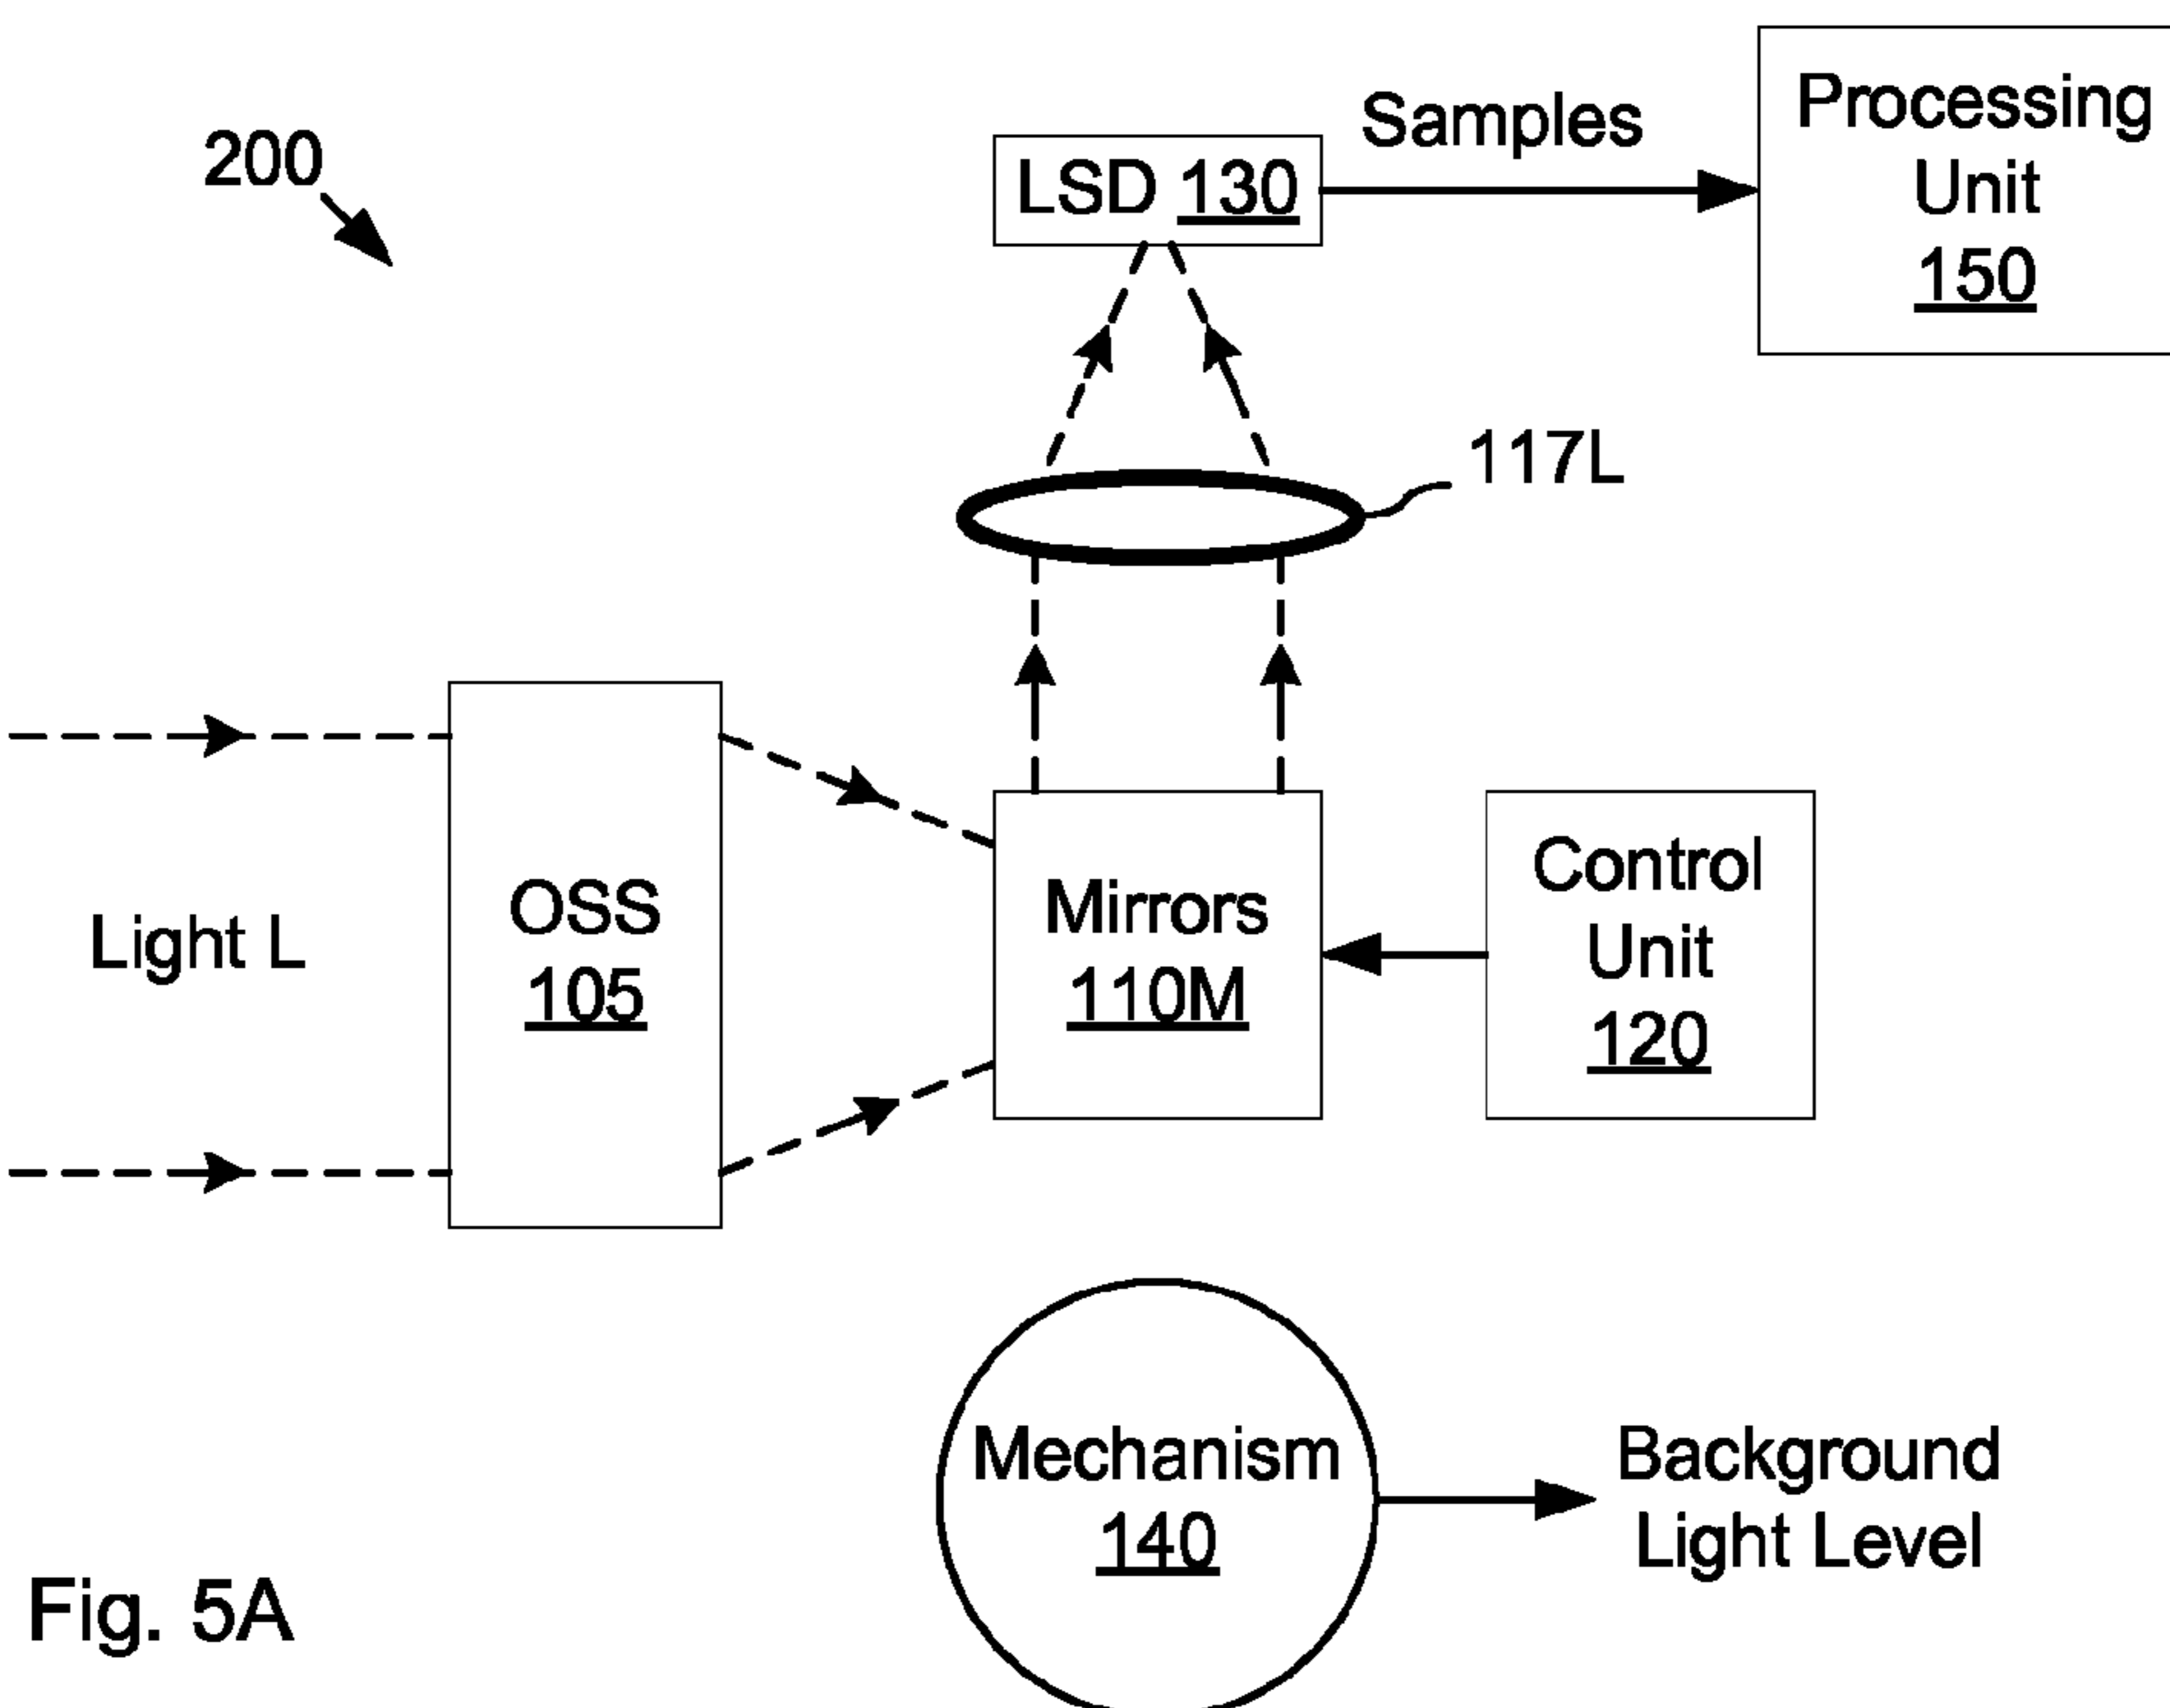 200
LSD 130
Samples
Processing
Unit
150
117L
Light L
OSS
105
Mirrors
110M
Control
Unit
120
Mechanism
140
Background
Light Level
Fig. 5A